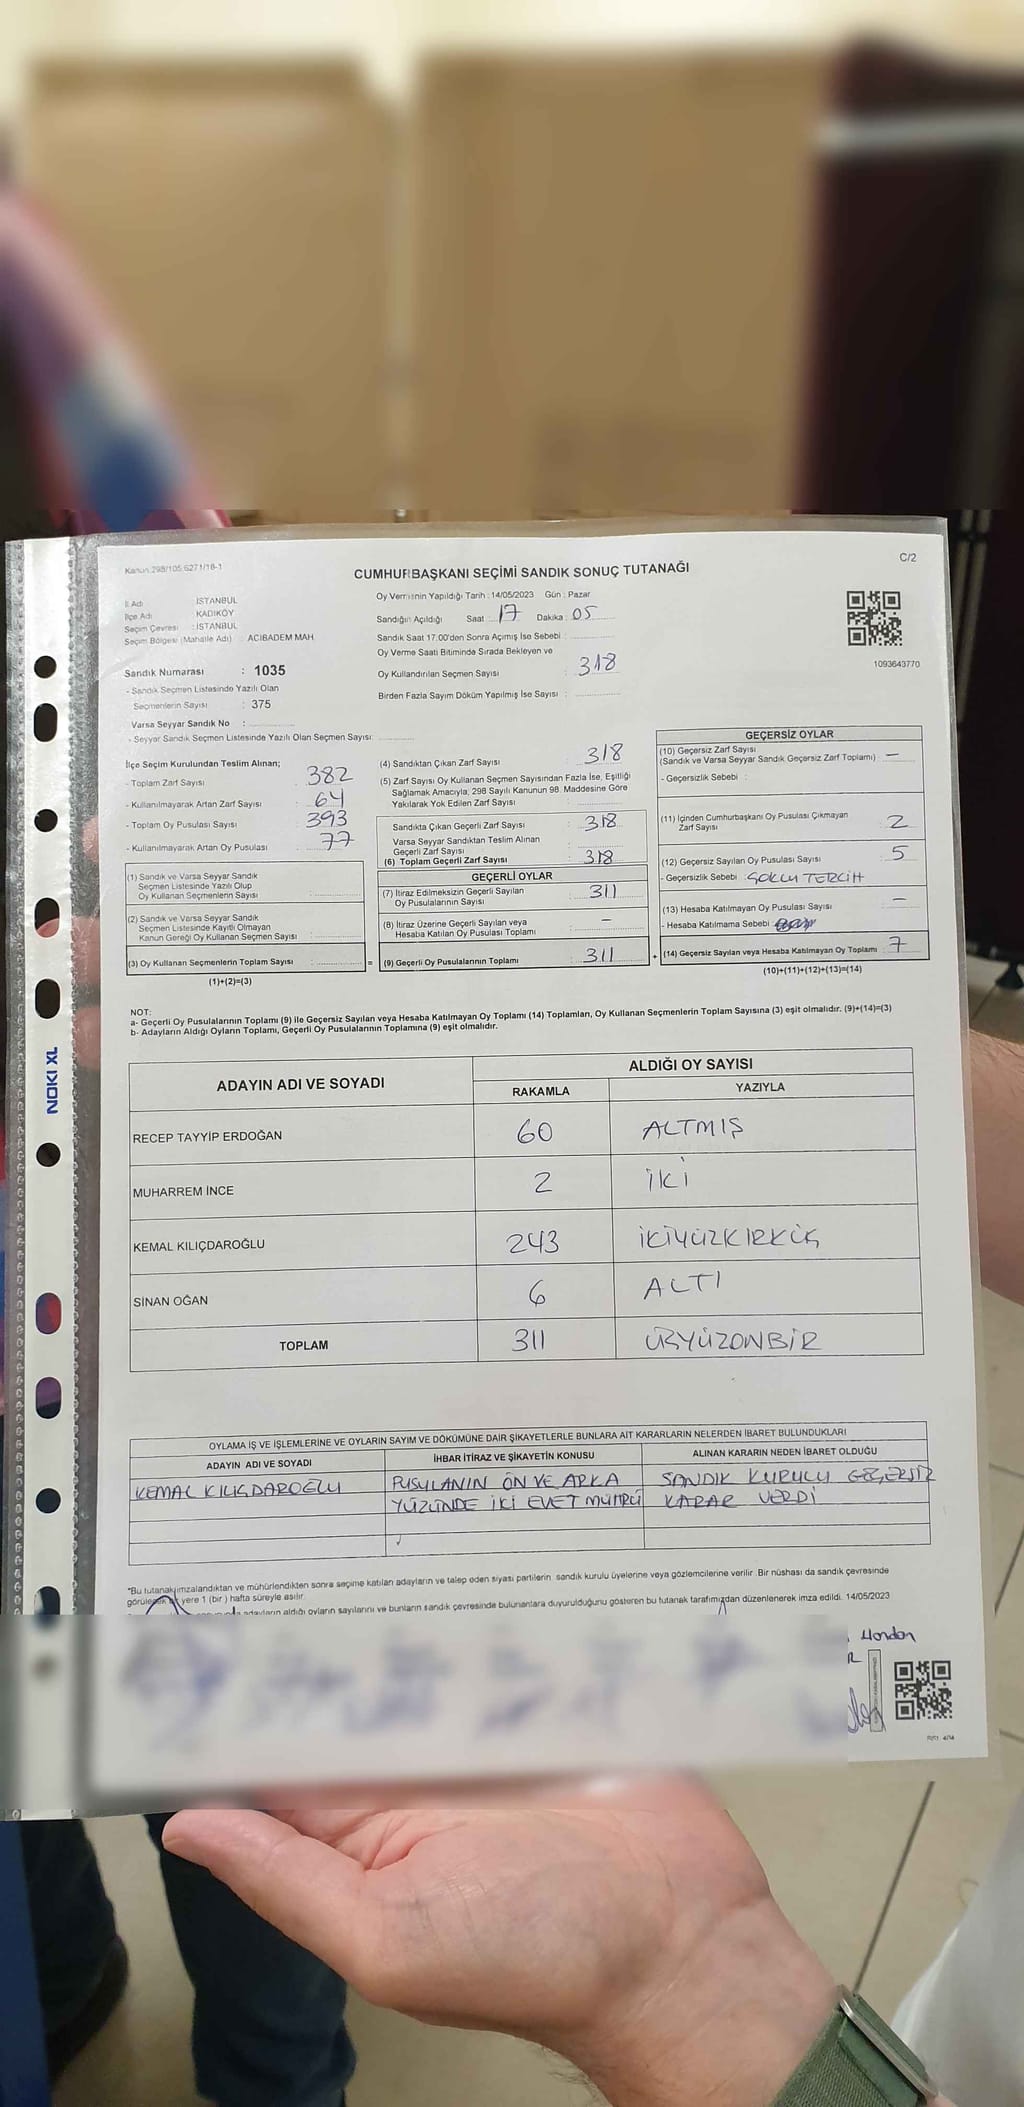 Kanun 298/105 6271/18-1
C/2
CUMHURBAŞKANI SEÇİMİ SANDIK SONUÇ TUTANAĞI
İl Adı İSTANBUL
İlçe Adı KADIKÖY
Seçim Çevresi : İSTANBUL
Seçim Bölgesi (Mahalle Adı) : ACIBADEM MAH.
Sandık Numarası : 1035
- Sandık Seçmen Listesinde Yazılı Olan
Seçmenlerin Sayısı : 375
Varsa Seyyar Sandık No :
- Seyyar Sandık Seçmen Listesinde Yazılı Olan Seçmen Sayısı:
Oy Vermenin Yapıldığı Tarih : 14/05/2023 Gün : Pazar
Sandığın Açıldığı Saat 17 Dakika : 05
Sandık Saat 17.00'den Sonra Açımış İse Sebebi :
Oy Verme Saati Bitiminde Sırada Bekleyen ve
Oy Kullandırılan Seçmen Sayısı : 318
Birden Fazla Sayım Döküm Yapılmış İse Sayısı :
1093643770
İlçe Seçim Kurulundan Teslim Alınan;
- Toplam Zarf Sayısı : 382
- Kullanılmayarak Artan Zarf Sayısı : 64
- Toplam Oy Pusulası Sayısı : 393
- Kullanılmayarak Artan Oy Pusulası : 77
(1) Sandık ve Varsa Seyyar Sandık
Seçmen Listesinde Yazılı Olup
Oy Kullanan Seçmenlerin Sayısı :
(2) Sandık ve Varsa Seyyar Sandık
Seçmen Listesinde Kayıtlı Olmayan
Kanun Gereği Oy Kullanan Seçmen Sayısı :
(3) Oy Kullanan Seçmenlerin Toplam Sayısı : =
(1)+(2)=(3)
(4) Sandıktan Çıkan Zarf Sayısı : 318
(5) Zarf Sayısı Oy Kullanan Seçmen Sayısından Fazla İse, Eşitliği
Sağlamak Amacıyla; 298 Sayılı Kanunun 98. Maddesine Göre
Yakılarak Yok Edilen Zarf Sayısı :
Sandıkta Çıkan Geçerli Zarf Sayısı : 318
Varsa Seyyar Sandıktan Teslim Alınan
Geçerli Zarf Sayısı :
(6) Toplam Geçerli Zarf Sayısı : 318
GEÇERLİ OYLAR
(7) İtiraz Edilmeksizin Geçerli Sayılan
Oy Pusulalarının Sayısı : 311
(8) İtiraz Üzerine Geçerli Sayılan veya
Hesaba Katılan Oy Pusulası Toplamı : —
(9) Geçerli Oy Pusulalarının Toplamı : 311 +
GEÇERSİZ OYLAR
(10) Geçersiz Zarf Sayısı
(Sandık ve Varsa Seyyar Sandık Geçersiz Zarf Toplamı) : —
- Geçersizlik Sebebi :
(11) İçinden Cumhurbaşkanı Oy Pusulası Çıkmayan
Zarf Sayısı : 2
(12) Geçersiz Sayılan Oy Pusulası Sayısı : 5
- Geçersizlik Sebebi : ÇOKLU TERCİH
(13) Hesaba Katılmayan Oy Pusulası Sayısı : —
- Hesaba Katılmama Sebebi
(14) Geçersiz Sayılan veya Hesaba Katılmayan Oy Toplamı : 7
(10)+(11)+(12)+(13)=(14)
NOT:
a- Geçerli Oy Pusulalarının Toplamı (9) ile Geçersiz Sayılan veya Hesaba Katılmayan Oy Toplamı (14) Toplamları, Oy Kullanan Seçmenlerin Toplam Sayısına (3) eşit olmalıdır. (9)+(14)=(3)
b- Adayların Aldığı Oyların Toplamı, Geçerli Oy Pusulalarının Toplamına (9) eşit olmalıdır.
ADAYIN ADI VE SOYADI ALDIĞI OY SAYISI
RAKAMLA YAZIYLA
RECEP TAYYİP ERDOĞAN 60 ALTMIŞ
MUHARREM İNCE 2 İKİ
KEMAL KILIÇDAROĞLU 243 İKİYÜZKIRKÜÇ
SİNAN OĞAN 6 ALTI
TOPLAM 311 ÜÇYÜZONBİR
OYLAMA İŞ VE İŞLEMLERİNE VE OYLARIN SAYIM VE DÖKÜMÜNE DAİR ŞİKAYETLERLE BUNLARA AİT KARARLARIN NELERDEN İBARET BULUNDUKLARI
ADAYIN ADI VE SOYADI İHBAR İTİRAZ VE ŞİKAYETİN KONUSU ALINAN KARARIN NEDEN İBARET OLDUĞU
KEMAL KILIÇDAROĞLU PUSULANIN ÖN VE ARKA SANDIK KURULU GEÇERSİZ
YÜZÜNDE İKİ EVET MÜHRÜ KARAR VERDİ
*Bu tutanak imzalandıktan ve mühürlendikten sonra seçime katılan adayların ve talep eden siyasi partilerin sandık kurulu üyelerine veya gözlemcilerine verilir. Bir nüshası da sandık çevresinde
görülecek yere 1 (bir) hafta süreyle asılır.
adayların aldığı oyların sayılarını ve bunların sandık çevresinde bulunanlara duyurulduğunu gösteren bu tutanak tarafımızdan düzenlenerek imza edildi. 14/05/2023
NOKI XL